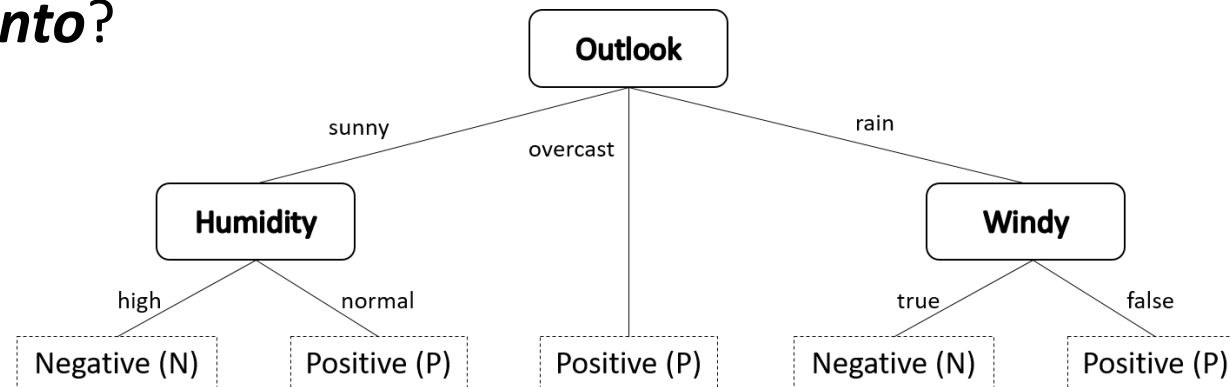 nto?
Outlook
sunny
overcast
rain
Humidity
Windy
high
normal
true
false
Negative (N)
Positive (P)
Positive (P)
Negative (N)
Positive (P)